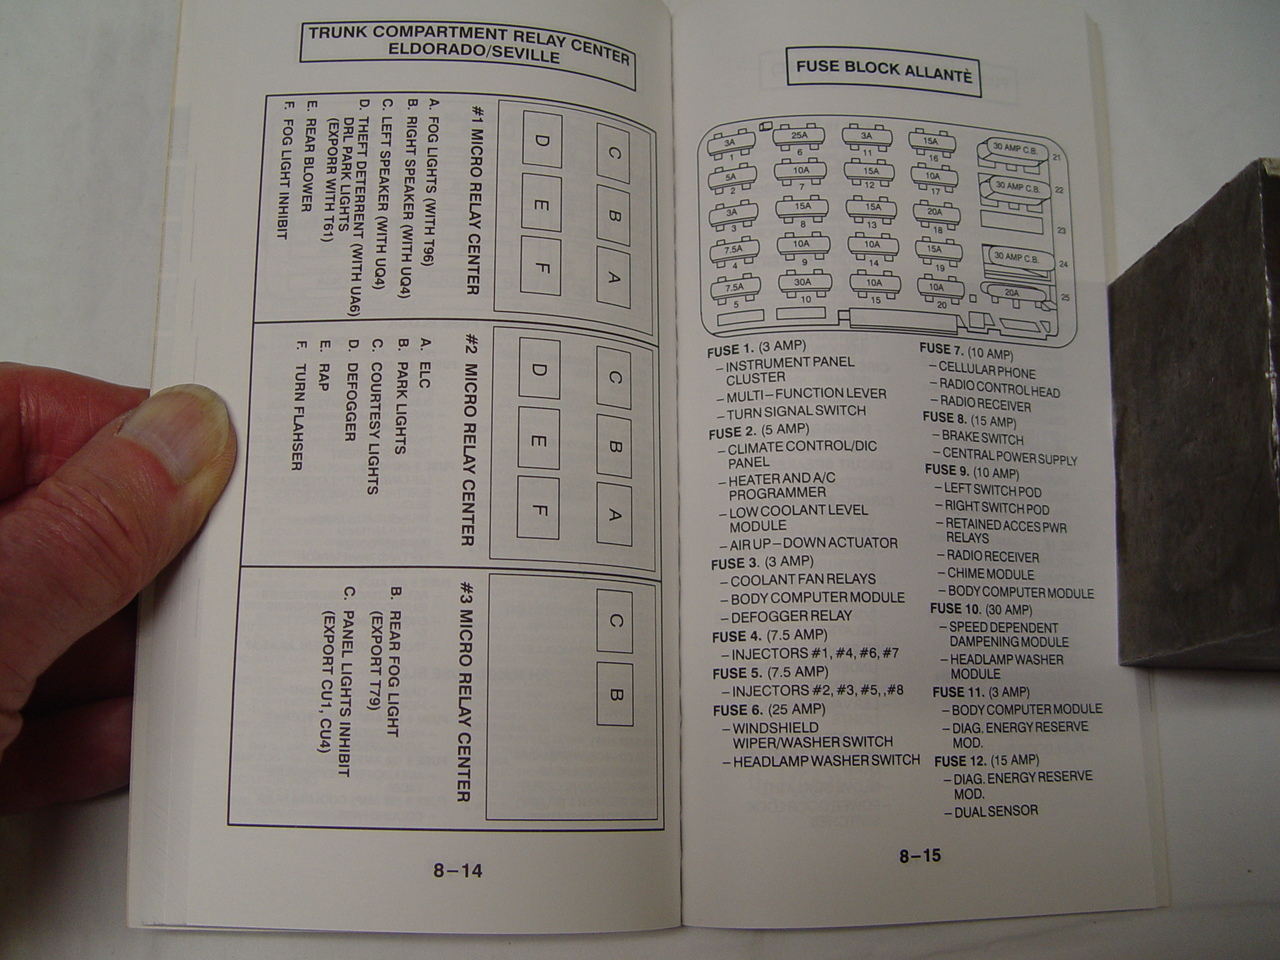 TRUNK COMPARTMENT RELAY CENTER
ELDORADO/SEVILLE
C B A
D E F
#1 MICRO RELAY CENTER
A. FOG LIGHTS (WITH T96)
B. RIGHT SPEAKER (WITH UQ4)
C. LEFT SPEAKER (WITH UQ4)
D. THEFT DETERRENT (WITH UA6)
DRL PARK LIGHTS
(EXPORR WITH T61)
E. REAR BLOWER
F. FOG LIGHT INHIBIT
C B A
D E F
#2 MICRO RELAY CENTER
A. ELC
B. PARK LIGHTS
C. COURTESY LIGHTS
D. DEFOGGER
E. RAP
F. TURN FLAHSER
C B
#3 MICRO RELAY CENTER
B. REAR FOG LIGHT
(EXPORT T79)
C. PANEL LIGHTS INHIBIT
(EXPORT CU1, CU4)
8-14
FUSE BLOCK ALLANTÈ
3A 25A 3A 15A 30 AMP C.B. 21
1 6 11 16
5A 10A 15A 10A 30 AMP C.B. 22
2 7 12 17
3A 15A 15A 20A 23
3 8 13 18
7.5A 10A 10A 15A 30 AMP C.B. 24
4 9 14 19
7.5A 30A 10A 10A 20A 25
5 10 15 20
FUSE 1. (3 AMP)
– INSTRUMENT PANEL
CLUSTER
– MULTI–FUNCTION LEVER
– TURN SIGNAL SWITCH
FUSE 2. (5 AMP)
– CLIMATE CONTROL/DIC
PANEL
– HEATER AND A/C
PROGRAMMER
– LOW COOLANT LEVEL
MODULE
– AIR UP–DOWN ACTUATOR
FUSE 3. (3 AMP)
– COOLANT FAN RELAYS
– BODY COMPUTER MODULE
– DEFOGGER RELAY
FUSE 4. (7.5 AMP)
– INJECTORS #1, #4, #6, #7
FUSE 5. (7.5 AMP)
– INJECTORS #2, #3, #5, ,#8
FUSE 6. (25 AMP)
– WINDSHIELD
WIPER/WASHER SWITCH
– HEADLAMP WASHER SWITCH
FUSE 7. (10 AMP)
– CELLULAR PHONE
– RADIO CONTROL HEAD
– RADIO RECEIVER
FUSE 8. (15 AMP)
– BRAKE SWITCH
– CENTRAL POWER SUPPLY
FUSE 9. (10 AMP)
– LEFT SWITCH POD
– RIGHT SWITCH POD
– RETAINED ACCES PWR
RELAYS
– RADIO RECEIVER
– CHIME MODULE
– BODY COMPUTER MODULE
FUSE 10. (30 AMP)
– SPEED DEPENDENT
DAMPENING MODULE
– HEADLAMP WASHER
MODULE
FUSE 11. (3 AMP)
– BODY COMPUTER MODULE
– DIAG. ENERGY RESERVE
MOD.
FUSE 12. (15 AMP)
– DIAG. ENERGY RESERVE
MOD.
– DUAL SENSOR
8–15